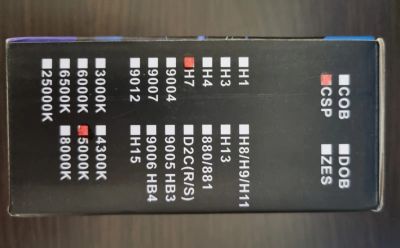 COB DOB
CSP ZES
H1 H8/H9/H11
H3 H13
H4 880/881
H7 D2C(R/S)
9004 9005 HB3
9007 9006 HB4
9012 H15
3000K 4300K
6000K 5000K
6500K 8000K
25000K